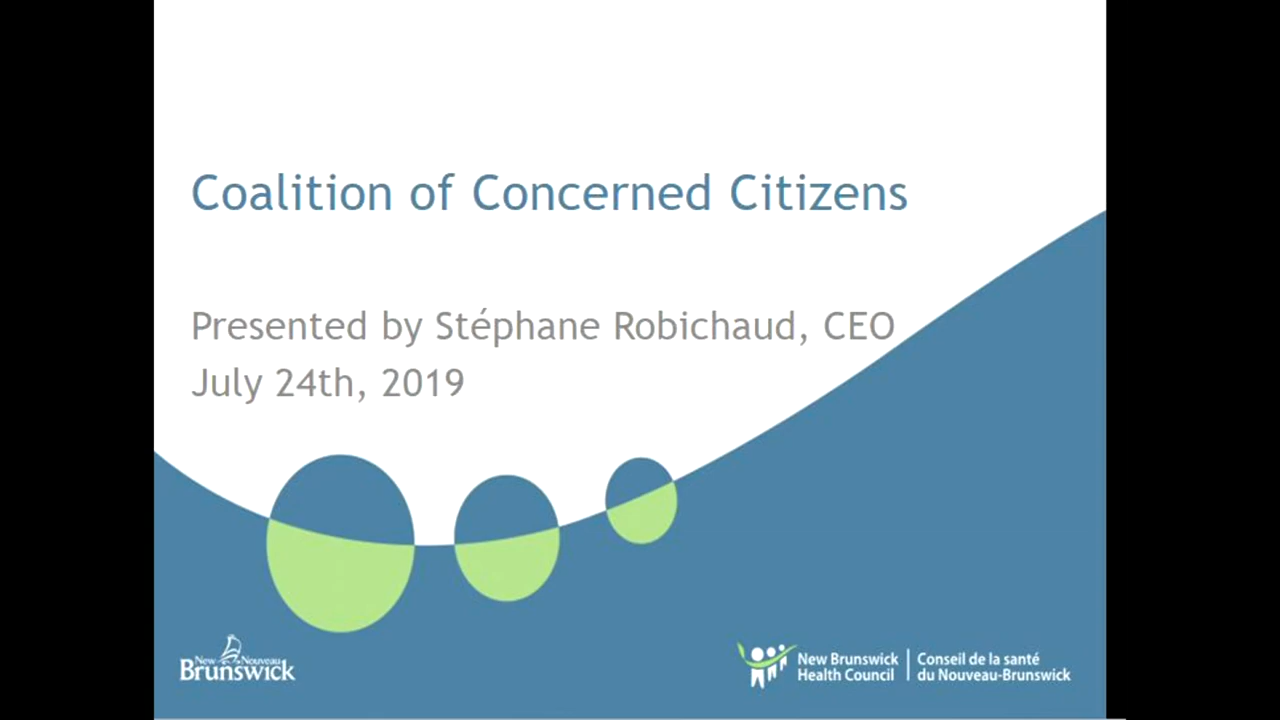 Coalition of Concerned Citizens
Presented by Stéphane Robichaud, CEO
July 24th, 2019
New Nouveau
Brunswick
New Brunswick
Health Council
Conseil de la santé
du Nouveau-Brunswick